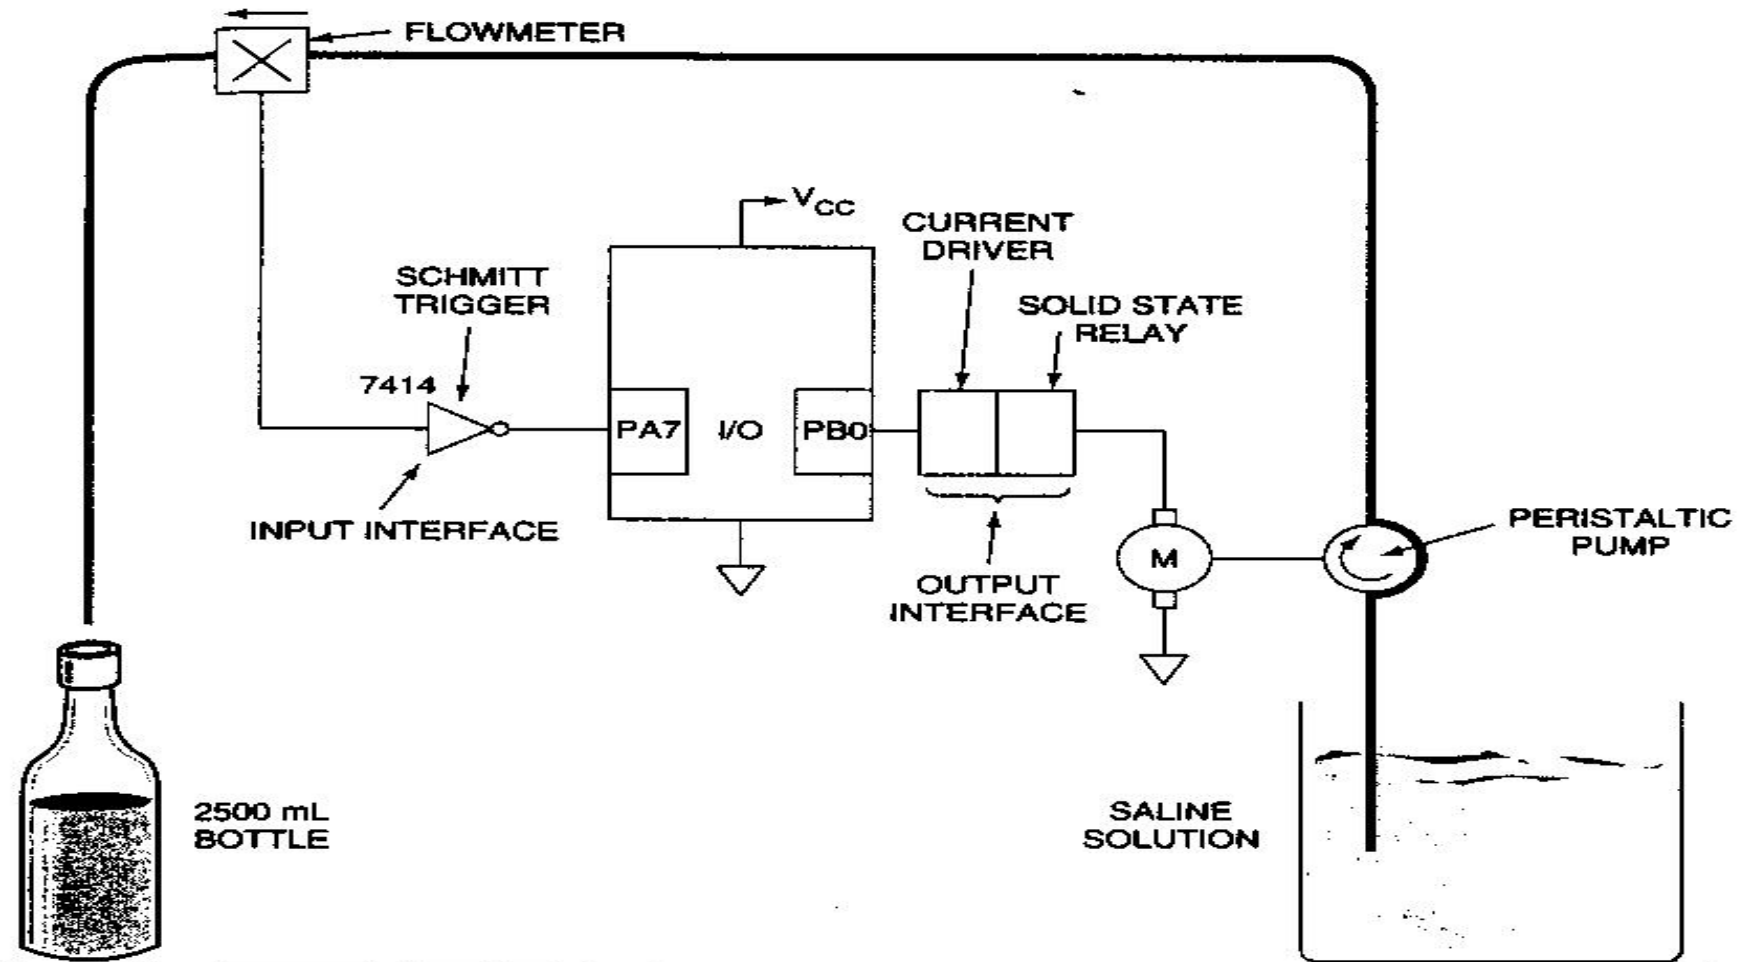 FLOWMETER
VCC
CURRENT
DRIVER
SCHMITT
TRIGGER
SOLID STATE
RELAY
7414
PA7
I/O
PB0
INPUT INTERFACE
OUTPUT
INTERFACE
M
PERISTALTIC
PUMP
2500 mL
BOTTLE
SALINE
SOLUTION